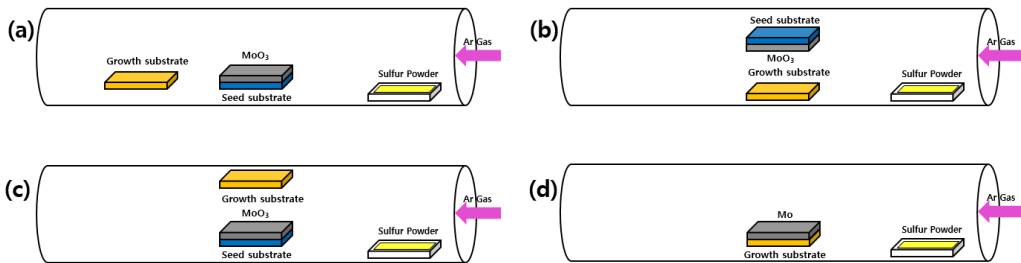 (a)
Ar Gas
MoO₃
Growth substrate
Sulfur Powder
Seed substrate
(b)
Seed substrate
Ar Gas
MoO₃
Growth substrate
Sulfur Powder
(c)
Growth substrate
Ar Gas
MoO₃
Sulfur Powder
Seed substrate
(d)
Ar Gas
Mo
Sulfur Powder
Growth substrate